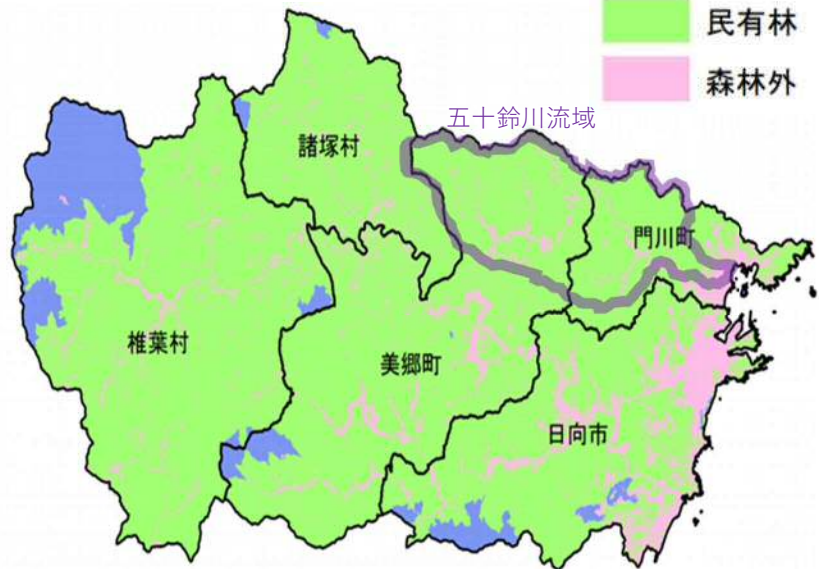 民有林
森林外
五十鈴川流域
諸塚村
門川町
椎葉村
美郷町
日向市